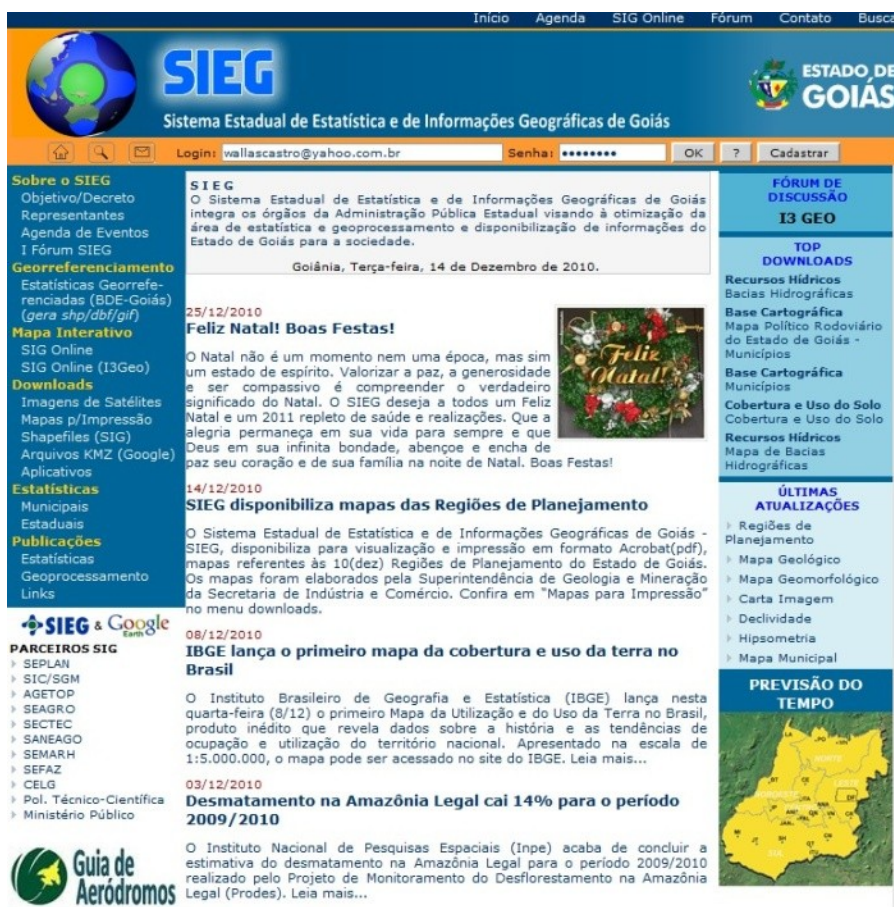 Início Agenda SIG Online Fórum Contato Busca
SIEG
Sistema Estadual de Estatística e de Informações Geográficas de Goiás
ESTADO DE
GOIÁS
Login: wallascastro@yahoo.com.br Senha: •••••••• OK ? Cadastrar
Sobre o SIEG
Objetivo/Decreto
Representantes
Agenda de Eventos
I Fórum SIEG
Georreferenciamento
Estatísticas Georrefe-
renciadas (BDE-Goiás)
(gera shp/dbf/gif)
Mapa Interativo
SIG Online
SIG Online (I3Geo)
Downloads
Imagens de Satélites
Mapas p/Impressão
Shapefiles (SIG)
Arquivos KMZ (Google)
Aplicativos
Estatísticas
Municipais
Estaduais
Publicações
Estatísticas
Geoprocessamento
Links
SIEG & Google
Earth
PARCEIROS SIG
SEPLAN
SIC/SGM
AGETOP
SEAGRO
SECTEC
SANEAGO
SEMARH
SEFAZ
CELG
Pol. Técnico-Científica
Ministério Público
Guia de
Aeródromos
SIEG
O Sistema Estadual de Estatística e de Informações Geográficas de Goiás
integra os órgãos da Administração Pública Estadual visando à otimização da
área de estatística e geoprocessamento e disponibilização de informações do
Estado de Goiás para a sociedade.
Goiânia, Terça-feira, 14 de Dezembro de 2010.
25/12/2010
Feliz Natal! Boas Festas!
O Natal não é um momento nem uma época, mas sim
um estado de espírito. Valorizar a paz, a generosidade
e ser compassivo é compreender o verdadeiro
significado do Natal. O SIEG deseja a todos um Feliz
Natal e um 2011 repleto de saúde e realizações. Que a
alegria permaneça em sua vida para sempre e que
Deus em sua infinita bondade, abençoe e encha de
paz seu coração e de sua família na noite de Natal. Boas Festas!
Feliz
Natal!
14/12/2010
SIEG disponibiliza mapas das Regiões de Planejamento
O Sistema Estadual de Estatística e de Informações Geográficas de Goiás -
SIEG, disponibiliza para visualização e impressão em formato Acrobat(pdf),
mapas referentes às 10(dez) Regiões de Planejamento do Estado de Goiás.
Os mapas foram elaborados pela Superintendência de Geologia e Mineração
da Secretaria de Indústria e Comércio. Confira em "Mapas para Impressão"
no menu downloads.
08/12/2010
IBGE lança o primeiro mapa da cobertura e uso da terra no
Brasil
O Instituto Brasileiro de Geografia e Estatística (IBGE) lança nesta
quarta-feira (8/12) o primeiro Mapa da Utilização e do Uso da Terra no Brasil,
produto inédito que revela dados sobre a história e as tendências de
ocupação e utilização do território nacional. Apresentado na escala de
1:5.000.000, o mapa pode ser acessado no site do IBGE. Leia mais...
03/12/2010
Desmatamento na Amazônia Legal cai 14% para o período
2009/2010
O Instituto Nacional de Pesquisas Espaciais (Inpe) acaba de concluir a
estimativa do desmatamento na Amazônia Legal para o período 2009/2010
realizado pelo Projeto de Monitoramento do Desflorestamento na Amazônia
Legal (Prodes). Leia mais...
FÓRUM DE
DISCUSSÃO
I3 GEO
TOP
DOWNLOADS
Recursos Hídricos
Bacias Hidrográficas
Base Cartográfica
Mapa Político Rodoviário
do Estado de Goiás -
Municípios
Base Cartográfica
Municípios
Cobertura e Uso do Solo
Cobertura e Uso do Solo
Recursos Hídricos
Mapa de Bacias
Hidrográficas
ÚLTIMAS
ATUALIZAÇÕES
Regiões de
Planejamento
Mapa Geológico
Mapa Geomorfológico
Carta Imagem
Declividade
Hipsometria
Mapa Municipal
PREVISÃO DO
TEMPO
NORTE
LESTE
SUL